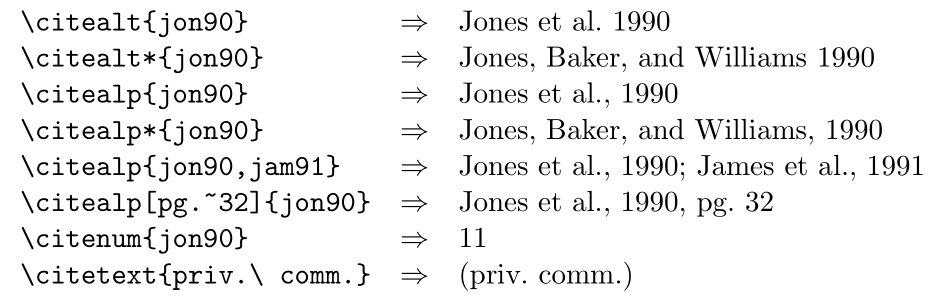 \citealt{jon90} ⇒ Jones et al. 1990
\citealt*{jon90} ⇒ Jones, Baker, and Williams 1990
\citealp{jon90} ⇒ Jones et al., 1990
\citealp*{jon90} ⇒ Jones, Baker, and Williams, 1990
\citealp{jon90,jam91} ⇒ Jones et al., 1990; James et al., 1991
\citealp[pg.~32]{jon90} ⇒ Jones et al., 1990, pg. 32
\citenum{jon90} ⇒ 11
\citetext{priv.\ comm.} ⇒ (priv. comm.)